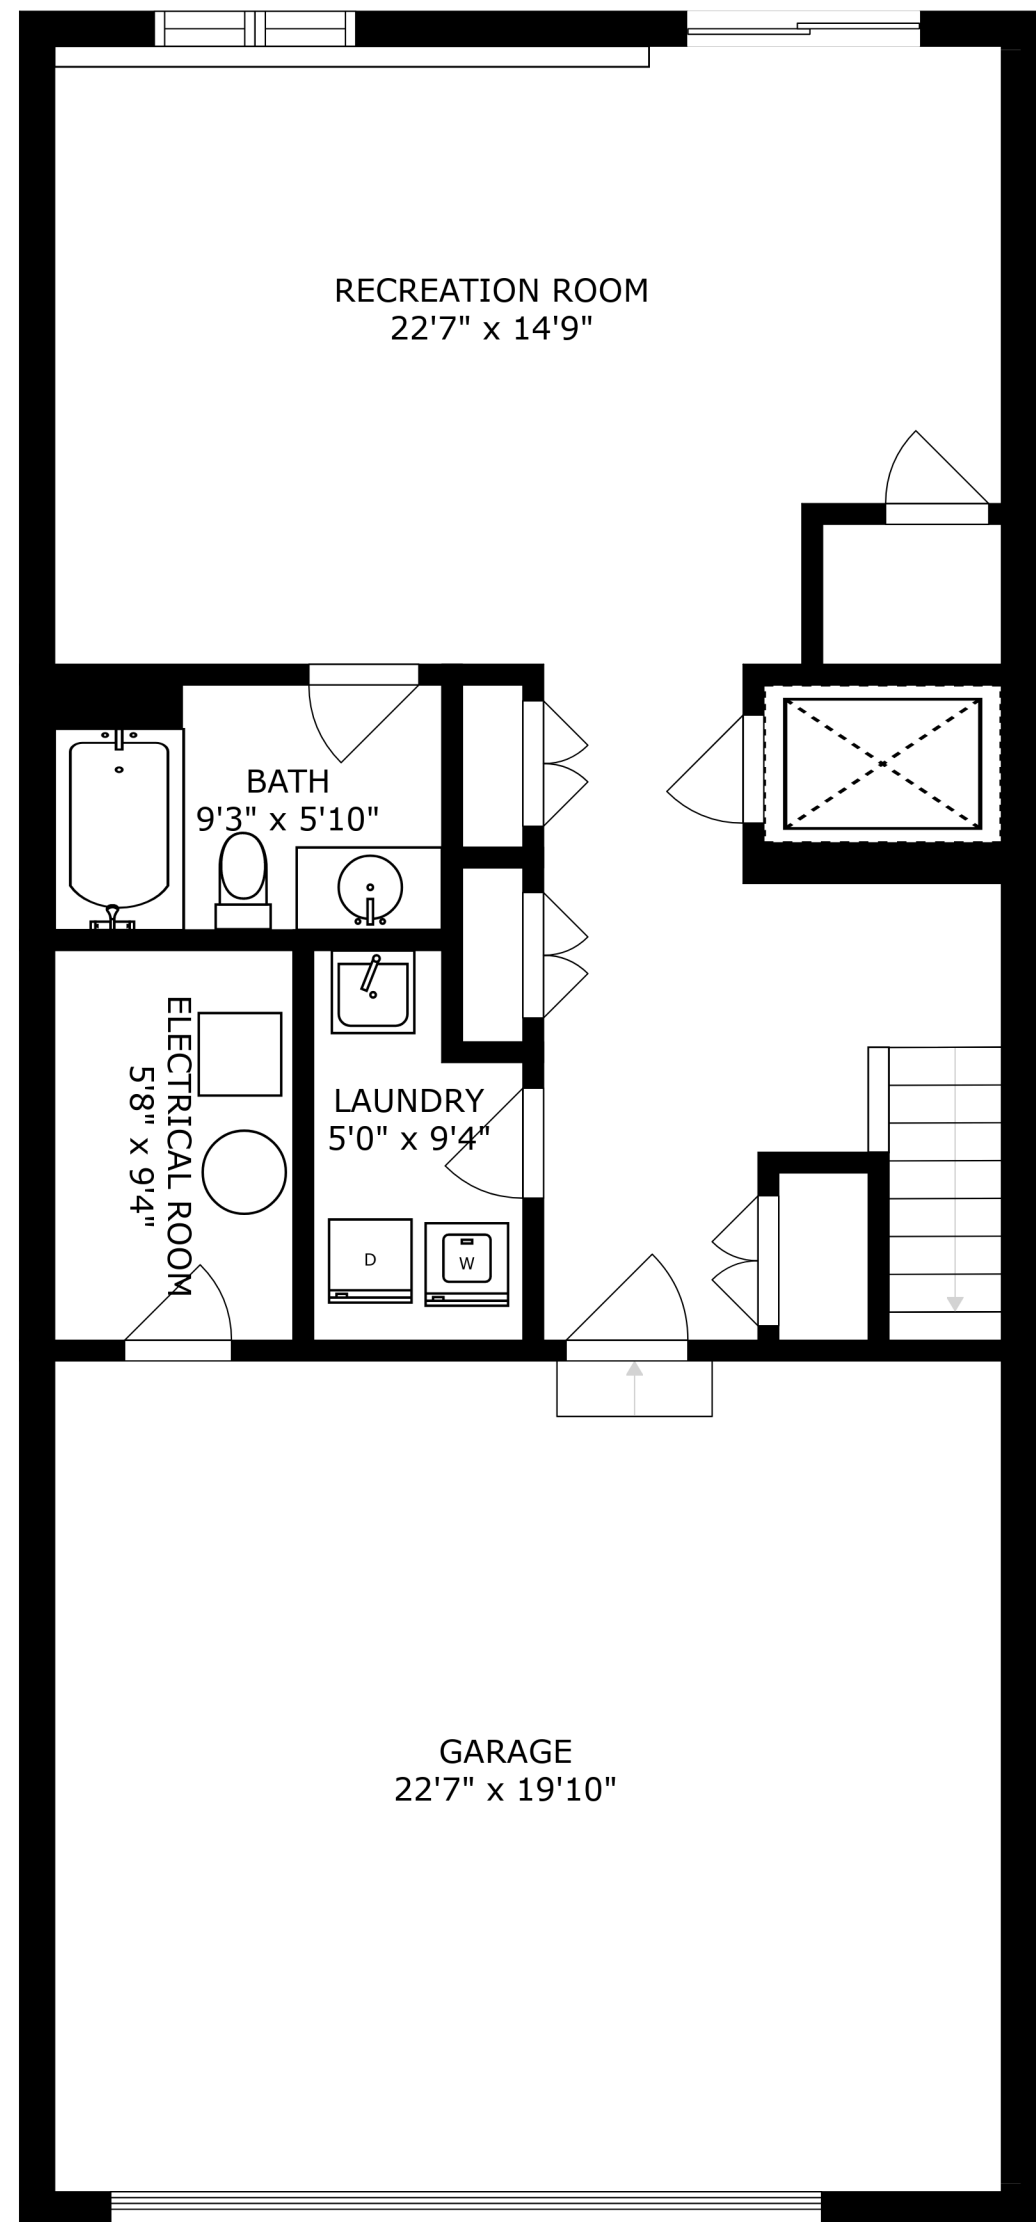 RECREATION ROOM
22'7" x 14'9"
BATH
9'3" x 5'10"
ELECTRICAL ROOM
5'8" x 9'4"
LAUNDRY
5'0" x 9'4"
D
W
GARAGE
22'7" x 19'10"